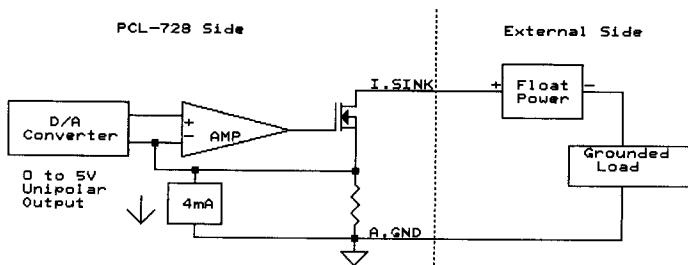 PCL-728 Side
External Side
I.SINK
+
Float
Power
-
D/A
Converter
+
-
AMP
0 to 5V
Unipolar
Output
4mA
Grounded
Load
A.GND